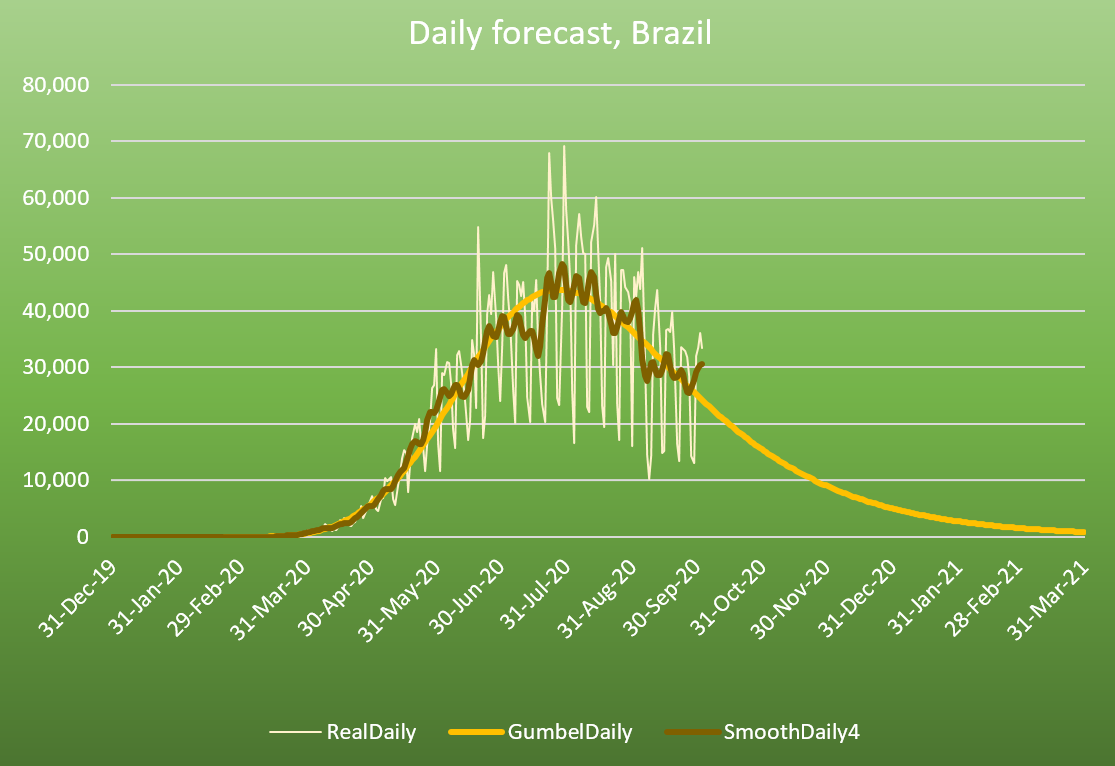 Daily forecast, Brazil
80,000
70,000
60,000
50,000
40,000
30,000
20,000
10,000
0
31-Dec-19
31-Jan-20
29-Feb-20
31-Mar-20
30-Apr-20
31-May-20
30-Jun-20
31-Jul-20
31-Aug-20
30-Sep-20
31-Oct-20
30-Nov-20
31-Dec-20
31-Jan-21
28-Feb-21
31-Mar-21
RealDaily GumbelDaily SmoothDaily4